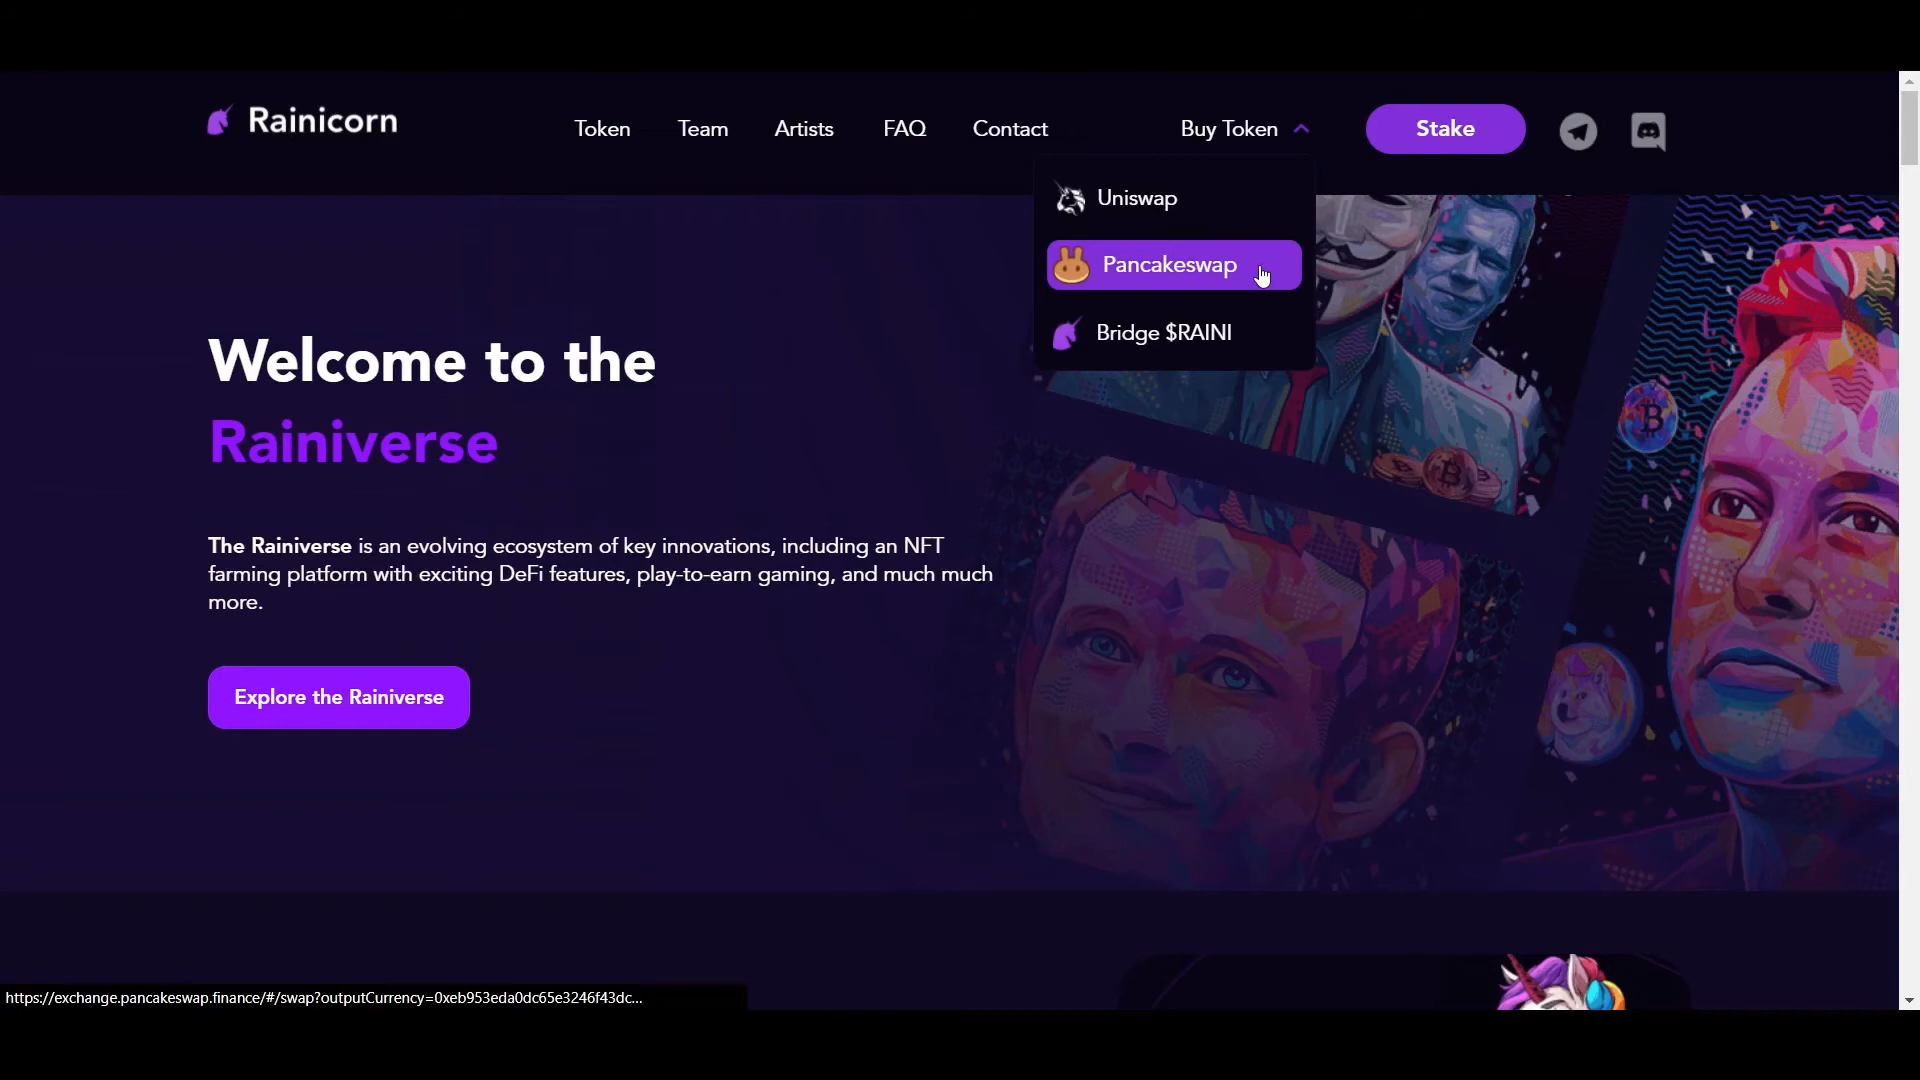 Rainicorn
Token
Team
Artists
FAQ
Contact
Buy Token
Stake
Uniswap
Pancakeswap
Bridge $RAINI
Welcome to the
Rainiverse
The Rainiverse is an evolving ecosystem of key innovations, including an NFT
farming platform with exciting DeFi features, play-to-earn gaming, and much much
more.
Explore the Rainiverse
https://exchange.pancakeswap.finance/#/swap?outputCurrency=0xeb953eda0dc65e3246f43dc...